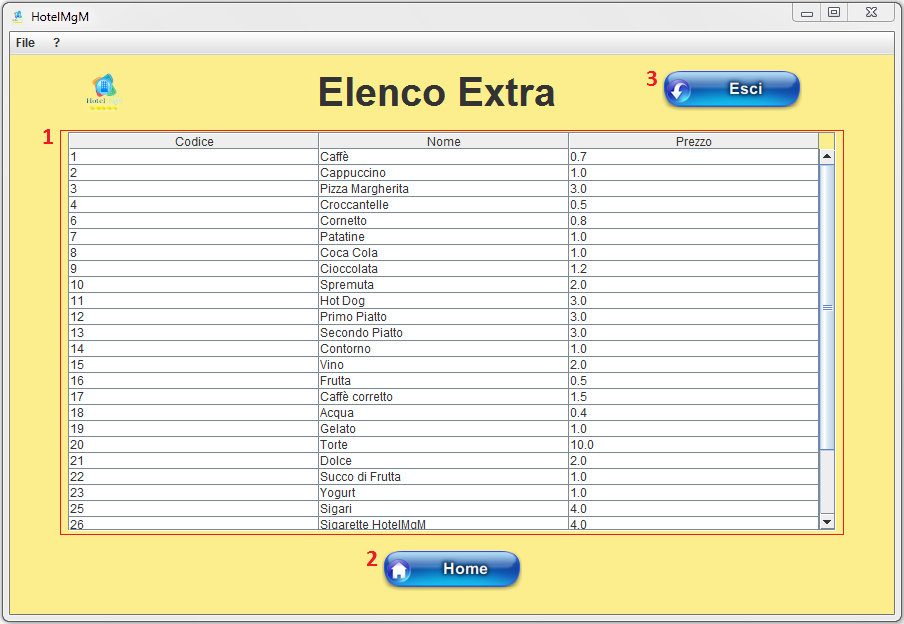 HotelMgM
File ?
Hotel
Elenco Extra
3 Esci
1
Codice Nome Prezzo
1 Caffè 0.7
2 Cappuccino 1.0
3 Pizza Margherita 3.0
4 Croccantelle 0.5
6 Cornetto 0.8
7 Patatine 1.0
8 Coca Cola 1.0
9 Cioccolata 1.2
10 Spremuta 2.0
11 Hot Dog 3.0
12 Primo Piatto 3.0
13 Secondo Piatto 3.0
14 Contorno 1.0
15 Vino 2.0
16 Frutta 0.5
17 Caffè corretto 1.5
18 Acqua 0.4
19 Gelato 1.0
20 Torte 10.0
21 Dolce 2.0
22 Succo di Frutta 1.0
23 Yogurt 1.0
25 Sigari 4.0
26 Sigarette HotelMgM 4.0
2 Home